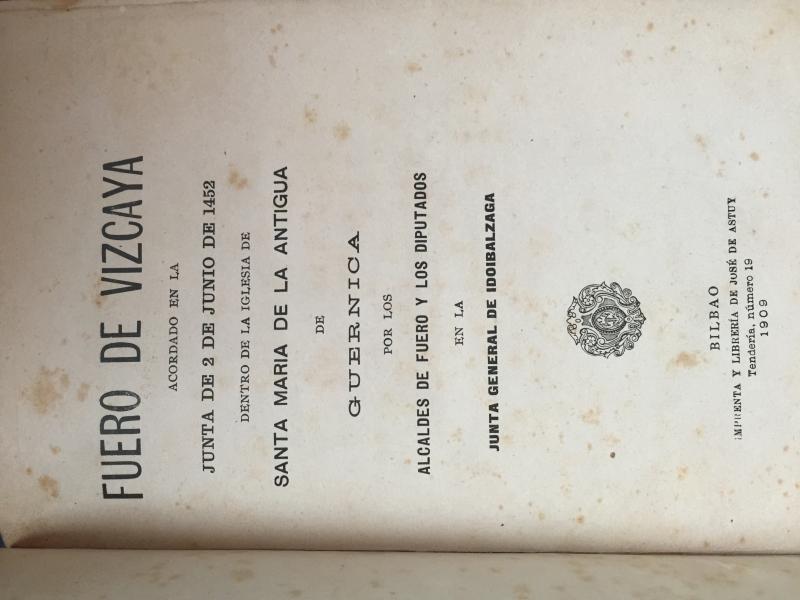 FUERO DE VIZCAYA
ACORDADO EN LA
JUNTA DE 2 DE JUNIO DE 1452
DENTRO DE LA IGLESIA DE
SANTA MARIA DE LA ANTIGUA
DE
GUERNICA
POR LOS
ALCALDES DE FUERO Y LOS DIPUTADOS
EN LA
JUNTA GENERAL DE IDOIBALZAGA
BILBAO
IMPRENTA Y LIBRERÍA DE JOSÉ DE ASTUY
Tendería, número 19
1909